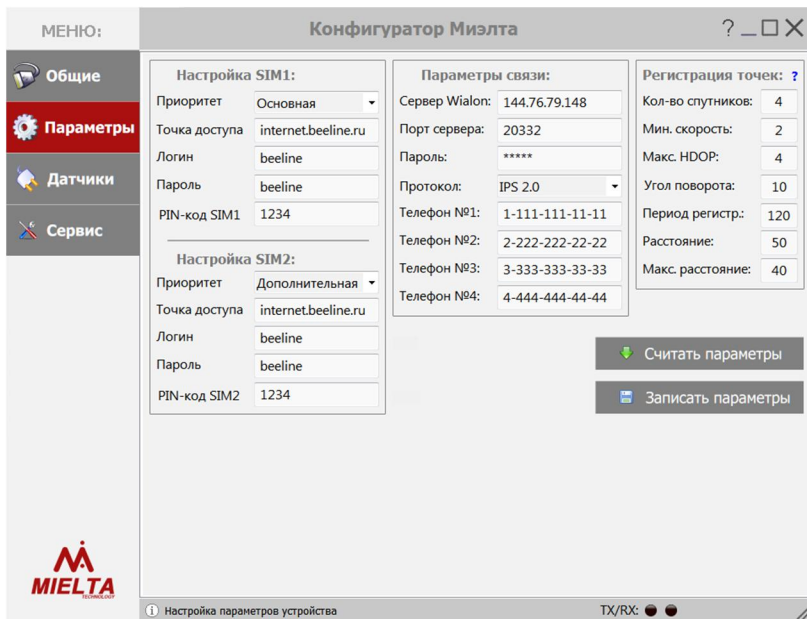 МЕНЮ:
Конфигуратор Миэлта
?
Общие
Параметры
Датчики
Сервис
Настройка SIM1:
Приоритет Основная
Точка доступа internet.beeline.ru
Логин beeline
Пароль beeline
PIN-код SIM1 1234
Настройка SIM2:
Приоритет Дополнительная
Точка доступа internet.beeline.ru
Логин beeline
Пароль beeline
PIN-код SIM2 1234
Параметры связи:
Сервер Wialon: 144.76.79.148
Порт сервера: 20332
Пароль: *****
Протокол: IPS 2.0
Телефон №1: 1-111-111-11-11
Телефон №2: 2-222-222-22-22
Телефон №3: 3-333-333-33-33
Телефон №4: 4-444-444-44-44
Регистрация точек: ?
Кол-во спутников: 4
Мин. скорость: 2
Макс. HDOP: 4
Угол поворота: 10
Период регистр.: 120
Расстояние: 50
Макс. расстояние: 40
Считать параметры
Записать параметры
MIELTA
TECHNOLOGY
Настройка параметров устройства
TX/RX: